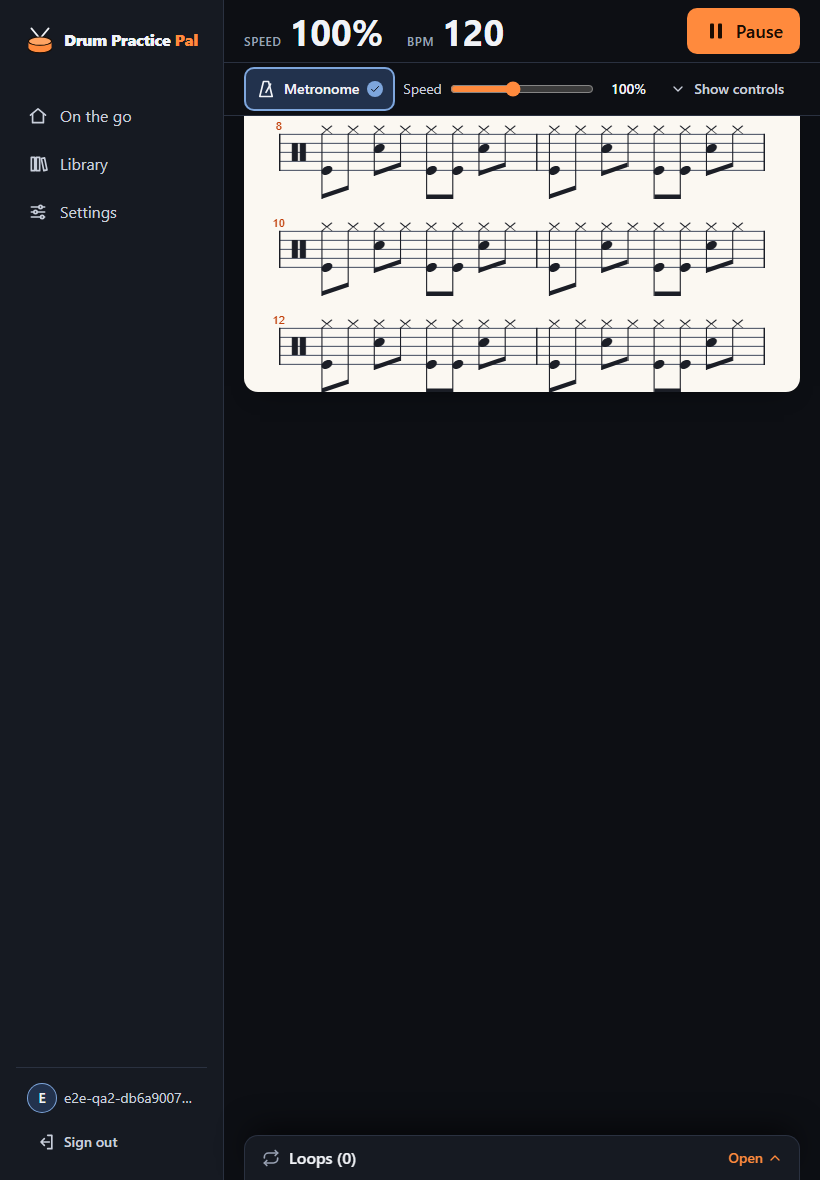 Drum Practice Pal
On the go
Library
Settings
e2e-qa2-db6a9007...
Sign out
SPEED 100% BPM 120
Pause
Metronome
Speed
100%
Show controls
8
10
12
Loops (0)
Open